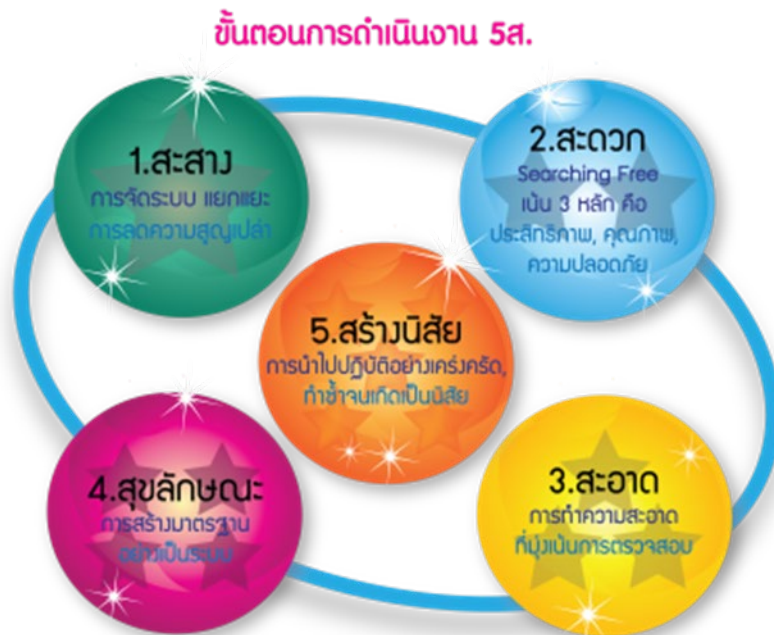 ขั้นตอนการดำเนินงาน 5ส.
1.สะสาง
การจัดระบบ แยกแยะ
การลดความสูญเปล่า
2.สะดวก
Searching Free
เน้น 3 หลัก คือ
ประสิทธิภาพ, คุณภาพ,
ความปลอดภัย
3.สะอาด
การทำความสะอาด
ที่มุ่งเน้นการตรวจสอบ
4.สุขลักษณะ
การสร้างมาตรฐาน
อย่างเป็นระบบ
5.สร้างนิสัย
การนำไปปฏิบัติอย่างเคร่งครัด,
ทำซ้ำจนเกิดเป็นนิสัย